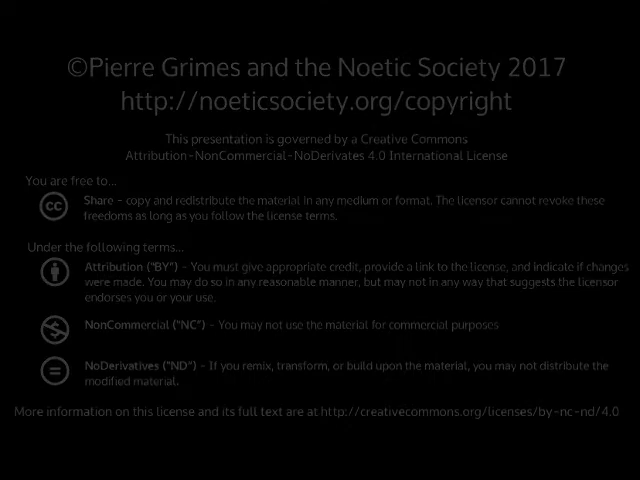 ©Pierre Grimes and the Noetic Society 2017
http://noeticsociety.org/copyright
This presentation is governed by a Creative Commons
Attribution-NonCommercial-NoDerivates 4.0 International License
You are free to...
cc
Share - copy and redistribute the material in any medium or format. The licensor cannot revoke these
freedoms as long as you follow the license terms.
Under the following terms...
Attribution ("BY") - You must give appropriate credit, provide a link to the license, and indicate if changes
were made. You may do so in any reasonable manner, but may not in any way that suggests the licensor
endorses you or your use.
NonCommercial ("NC") - You may not use the material for commercial purposes
NoDerivatives ("ND") - If you remix, transform, or build upon the material, you may not distribute the
modified material.
More information on this license and its full text are at http://creativecommons.org/licenses/by-nc-nd/4.0